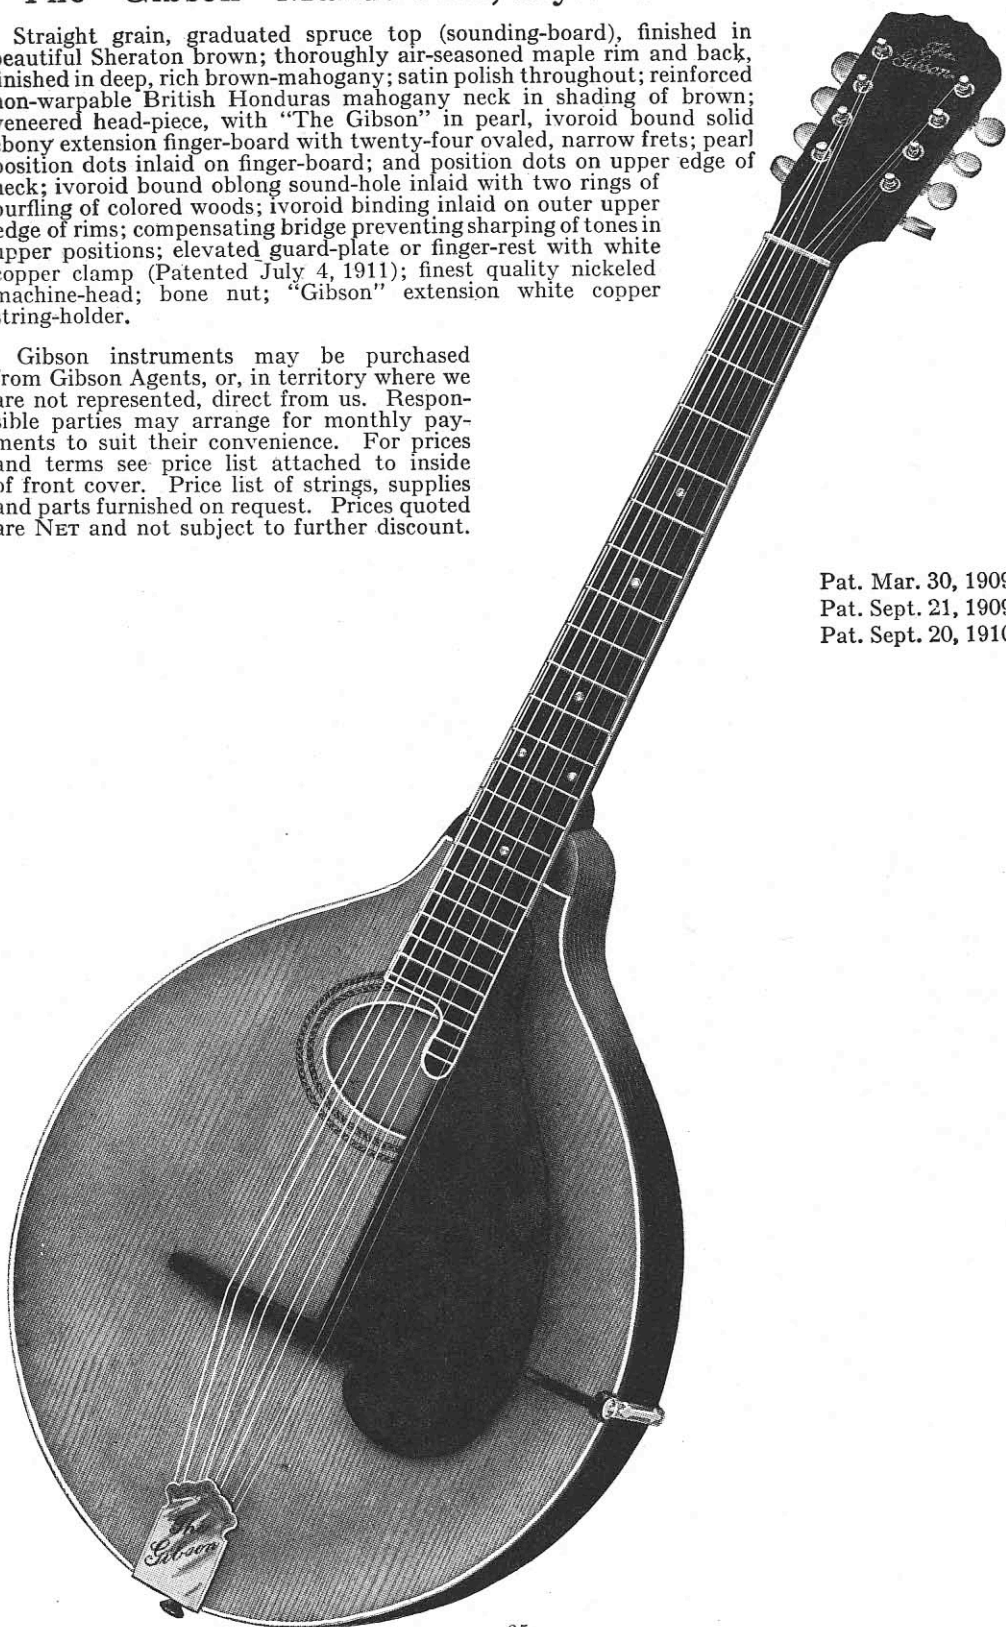 Straight grain, graduated spruce top (sounding-board), finished in
beautiful Sheraton brown; thoroughly air-seasoned maple rim and back,
finished in deep, rich brown-mahogany; satin polish throughout; reinforced
non-warpable British Honduras mahogany neck in shading of brown;
veneered head-piece, with “The Gibson” in pearl, ivoroid bound solid
ebony extension finger-board with twenty-four ovaled, narrow frets; pearl
position dots inlaid on finger-board; and position dots on upper edge of
neck; ivoroid bound oblong sound-hole inlaid with two rings of
purfling of colored woods; ivoroid binding inlaid on outer upper
edge of rims; compensating bridge preventing sharping of tones in
upper positions; elevated guard-plate or finger-rest with white
copper clamp (Patented July 4, 1911); finest quality nickeled
machine-head; bone nut; “Gibson” extension white copper
string-holder.
Gibson instruments may be purchased
from Gibson Agents, or, in territory where we
are not represented, direct from us. Respon-
sible parties may arrange for monthly pay-
ments to suit their convenience. For prices
and terms see price list attached to inside
of front cover. Price list of strings, supplies
and parts furnished on request. Prices quoted
are NET and not subject to further discount.
The
Gibson
Pat. Mar. 30, 1909
Pat. Sept. 21, 1909
Pat. Sept. 20, 1910
The
Gibson